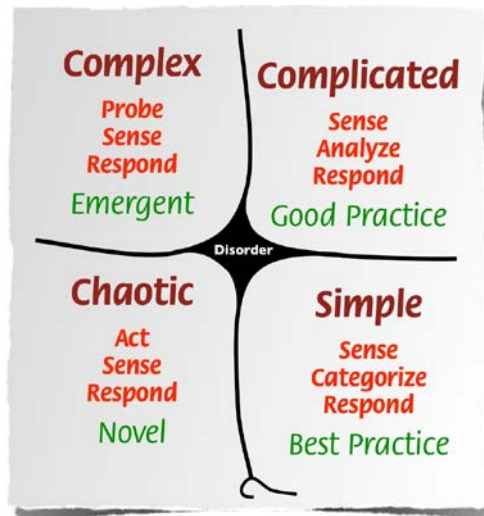 Complex
Probe
Sense
Respond
Emergent
Complicated
Sense
Analyze
Respond
Good Practice
Disorder
Chaotic
Act
Sense
Respond
Novel
Simple
Sense
Categorize
Respond
Best Practice